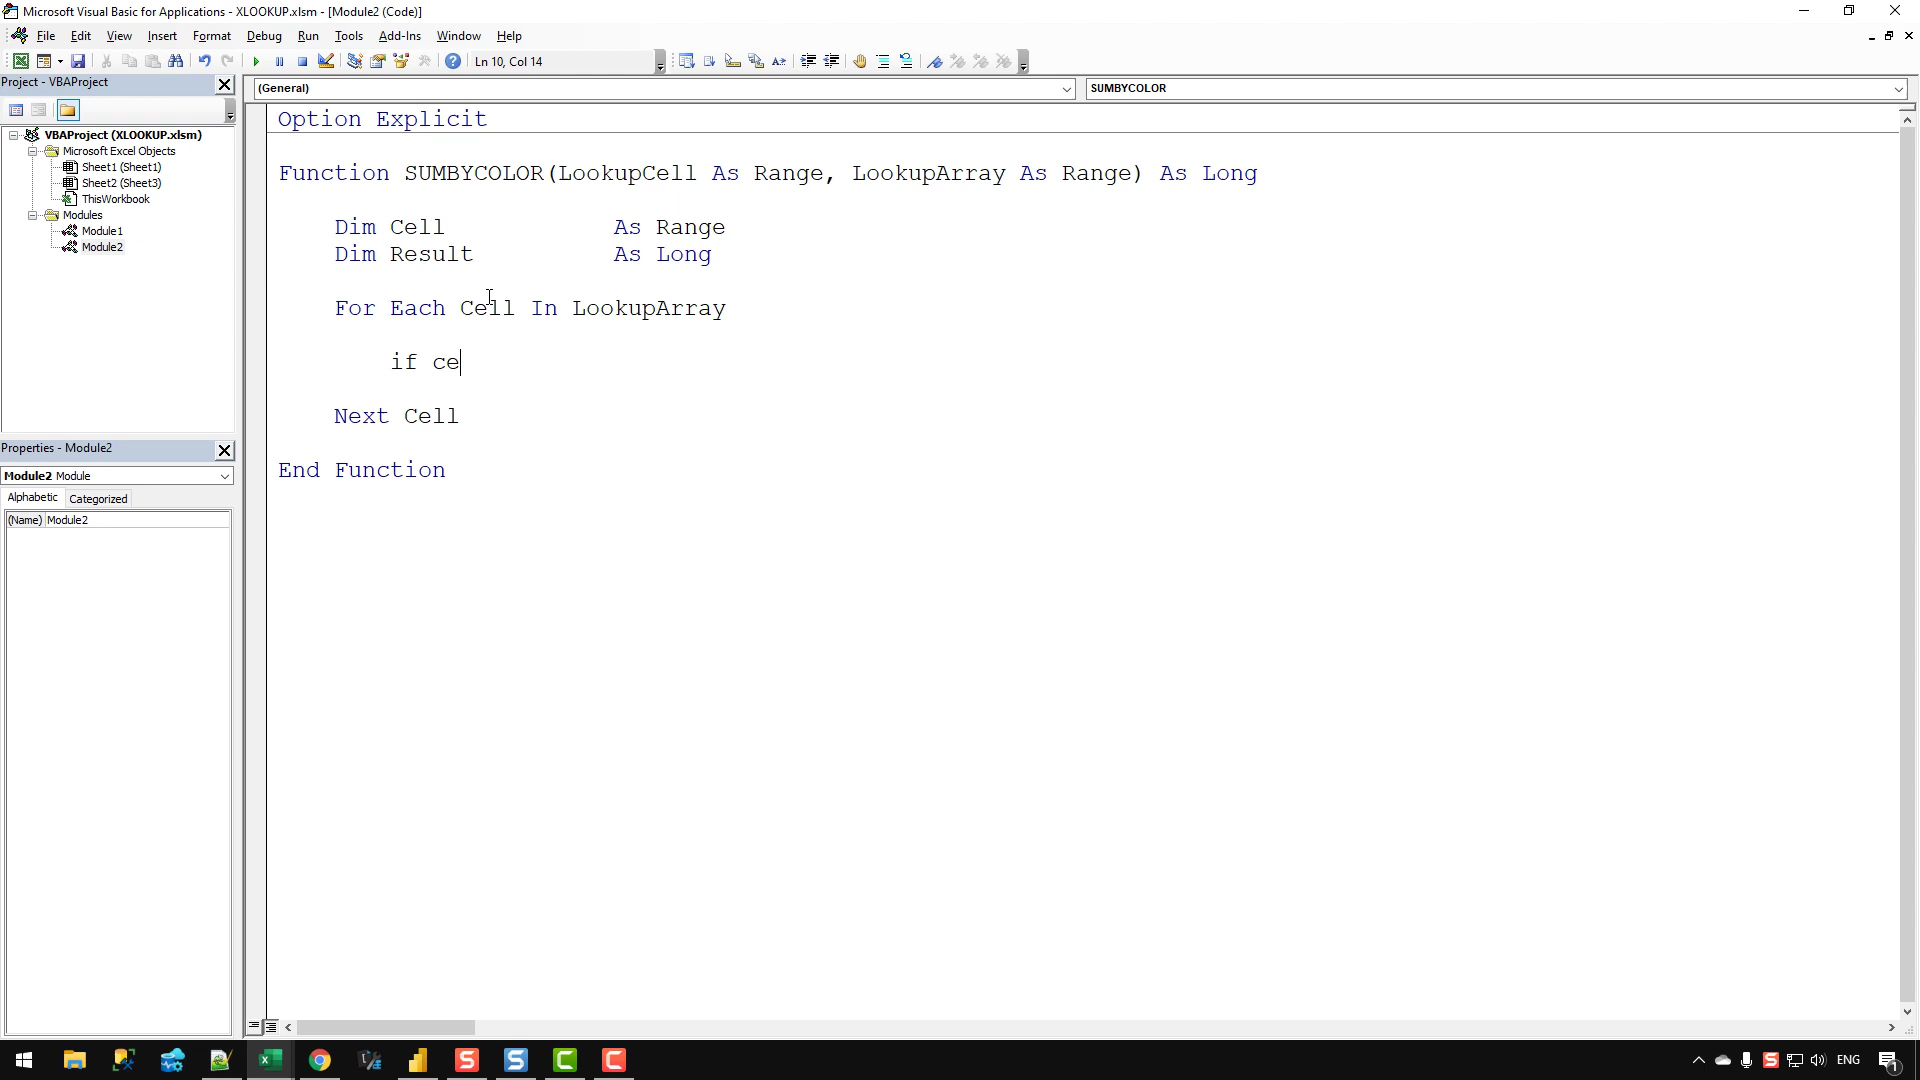 Microsoft Visual Basic for Applications - XLOOKUP.xlsm - [Module2 (Code)]
File Edit View Insert Format Debug Run Tools Add-Ins Window Help
Ln 10, Col 14
Project - VBAProject
(General)
SUMBYCOLOR
VBAProject (XLOOKUP.xlsm)
Microsoft Excel Objects
Sheet1 (Sheet1)
Sheet2 (Sheet3)
ThisWorkbook
Modules
Module1
Module2
Option Explicit
Function SUMBYCOLOR(LookupCell As Range, LookupArray As Range) As Long
Dim Cell As Range
Dim Result As Long
For Each Cell In LookupArray
if ce
Next Cell
End Function
Properties - Module2
Module2 Module
Alphabetic Categorized
(Name) Module2
ENG